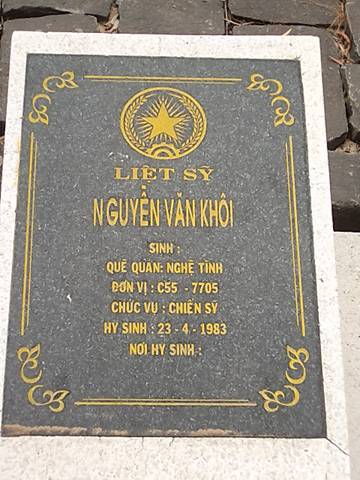 LIỆT SỸ
NGUYỄN VĂN KHÔI
SINH :
QUÊ QUÁN: NGHỆ TĨNH
ĐƠN VỊ : C55 - 7705
CHỨC VỤ : CHIẾN SỸ
HY SINH : 23 - 4 - 1983
NƠI HY SINH :